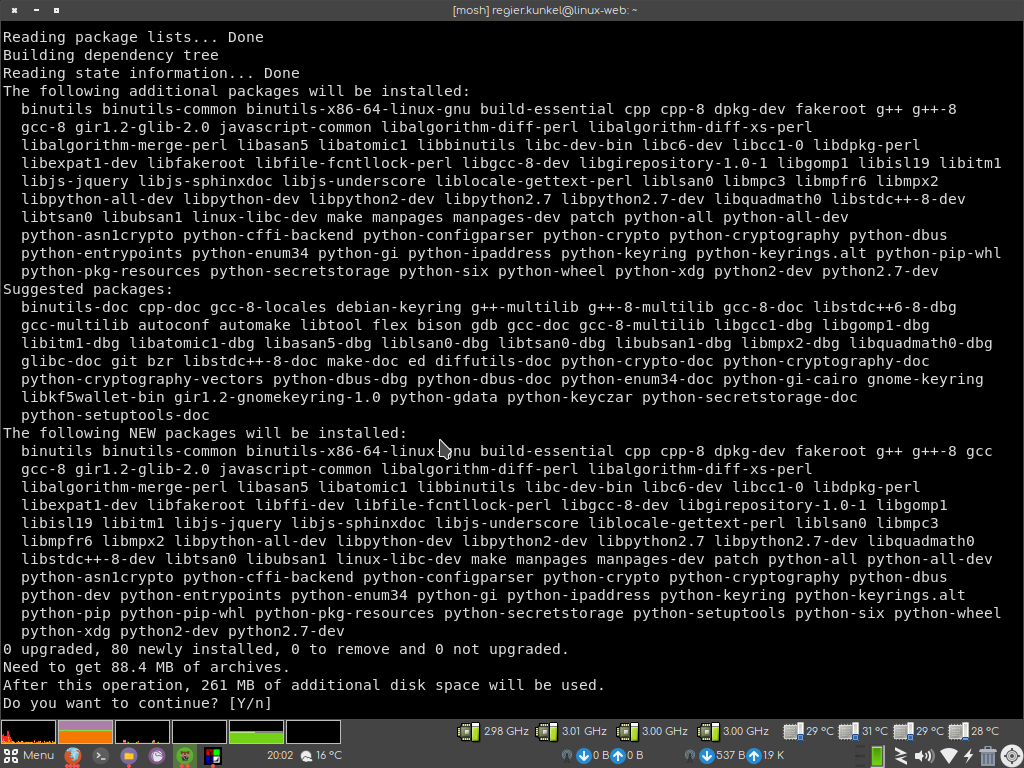 [mosh] regier.kunkel@linux-web: ~
Reading package lists... Done
Building dependency tree
Reading state information... Done
The following additional packages will be installed:
binutils binutils-common binutils-x86-64-linux-gnu build-essential cpp cpp-8 dpkg-dev fakeroot g++ g++-8
gcc-8 gir1.2-glib-2.0 javascript-common libalgorithm-diff-perl libalgorithm-diff-xs-perl
libalgorithm-merge-perl libasan5 libatomic1 libbinutils libc-dev-bin libc6-dev libcc1-0 libdpkg-perl
libexpat1-dev libfakeroot libfile-fcntllock-perl libgcc-8-dev libgirepository-1.0-1 libgomp1 libisl19 libitm1
libjs-jquery libjs-sphinxdoc libjs-underscore liblocale-gettext-perl liblsan0 libmpc3 libmpfr6 libmpx2
libpython-all-dev libpython-dev libpython2-dev libpython2.7 libpython2.7-dev libquadmath0 libstdc++-8-dev
libtsan0 libubsan1 linux-libc-dev make manpages manpages-dev patch python-all python-all-dev
python-asn1crypto python-cffi-backend python-configparser python-crypto python-cryptography python-dbus
python-entrypoints python-enum34 python-gi python-ipaddress python-keyring python-keyrings.alt python-pip-whl
python-pkg-resources python-secretstorage python-six python-wheel python-xdg python2-dev python2.7-dev
Suggested packages:
binutils-doc cpp-doc gcc-8-locales debian-keyring g++-multilib g++-8-multilib gcc-8-doc libstdc++6-8-dbg
gcc-multilib autoconf automake libtool flex bison gdb gcc-doc gcc-8-multilib libgcc1-dbg libgomp1-dbg
libitm1-dbg libatomic1-dbg libasan5-dbg liblsan0-dbg libtsan0-dbg libubsan1-dbg libmpx2-dbg libquadmath0-dbg
glibc-doc git bzr libstdc++-8-doc make-doc ed diffutils-doc python-crypto-doc python-cryptography-doc
python-cryptography-vectors python-dbus-dbg python-dbus-doc python-enum34-doc python-gi-cairo gnome-keyring
libkf5wallet-bin gir1.2-gnomekeyring-1.0 python-gdata python-keyczar python-secretstorage-doc
python-setuptools-doc
The following NEW packages will be installed:
binutils binutils-common binutils-x86-64-linux-gnu build-essential cpp cpp-8 dpkg-dev fakeroot g++ g++-8 gcc
gcc-8 gir1.2-glib-2.0 javascript-common libalgorithm-diff-perl libalgorithm-diff-xs-perl
libalgorithm-merge-perl libasan5 libatomic1 libbinutils libc-dev-bin libc6-dev libcc1-0 libdpkg-perl
libexpat1-dev libfakeroot libffi-dev libfile-fcntllock-perl libgcc-8-dev libgirepository-1.0-1 libgomp1
libisl19 libitm1 libjs-jquery libjs-sphinxdoc libjs-underscore liblocale-gettext-perl liblsan0 libmpc3
libmpfr6 libmpx2 libpython-all-dev libpython-dev libpython2-dev libpython2.7 libpython2.7-dev libquadmath0
libstdc++-8-dev libtsan0 libubsan1 linux-libc-dev make manpages manpages-dev patch python-all python-all-dev
python-asn1crypto python-cffi-backend python-configparser python-crypto python-cryptography python-dbus
python-dev python-entrypoints python-enum34 python-gi python-ipaddress python-keyring python-keyrings.alt
python-pip python-pip-whl python-pkg-resources python-secretstorage python-setuptools python-six python-wheel
python-xdg python2-dev python2.7-dev
0 upgraded, 80 newly installed, 0 to remove and 0 not upgraded.
Need to get 88.4 MB of archives.
After this operation, 261 MB of additional disk space will be used.
Do you want to continue? [Y/n]
2.98 GHz 3.01 GHz 3.00 GHz 3.00 GHz 29 °C 31 °C 29 °C 28 °C
Menu 20:02 16 °C 0 B 0 B 537 B 1.9 K